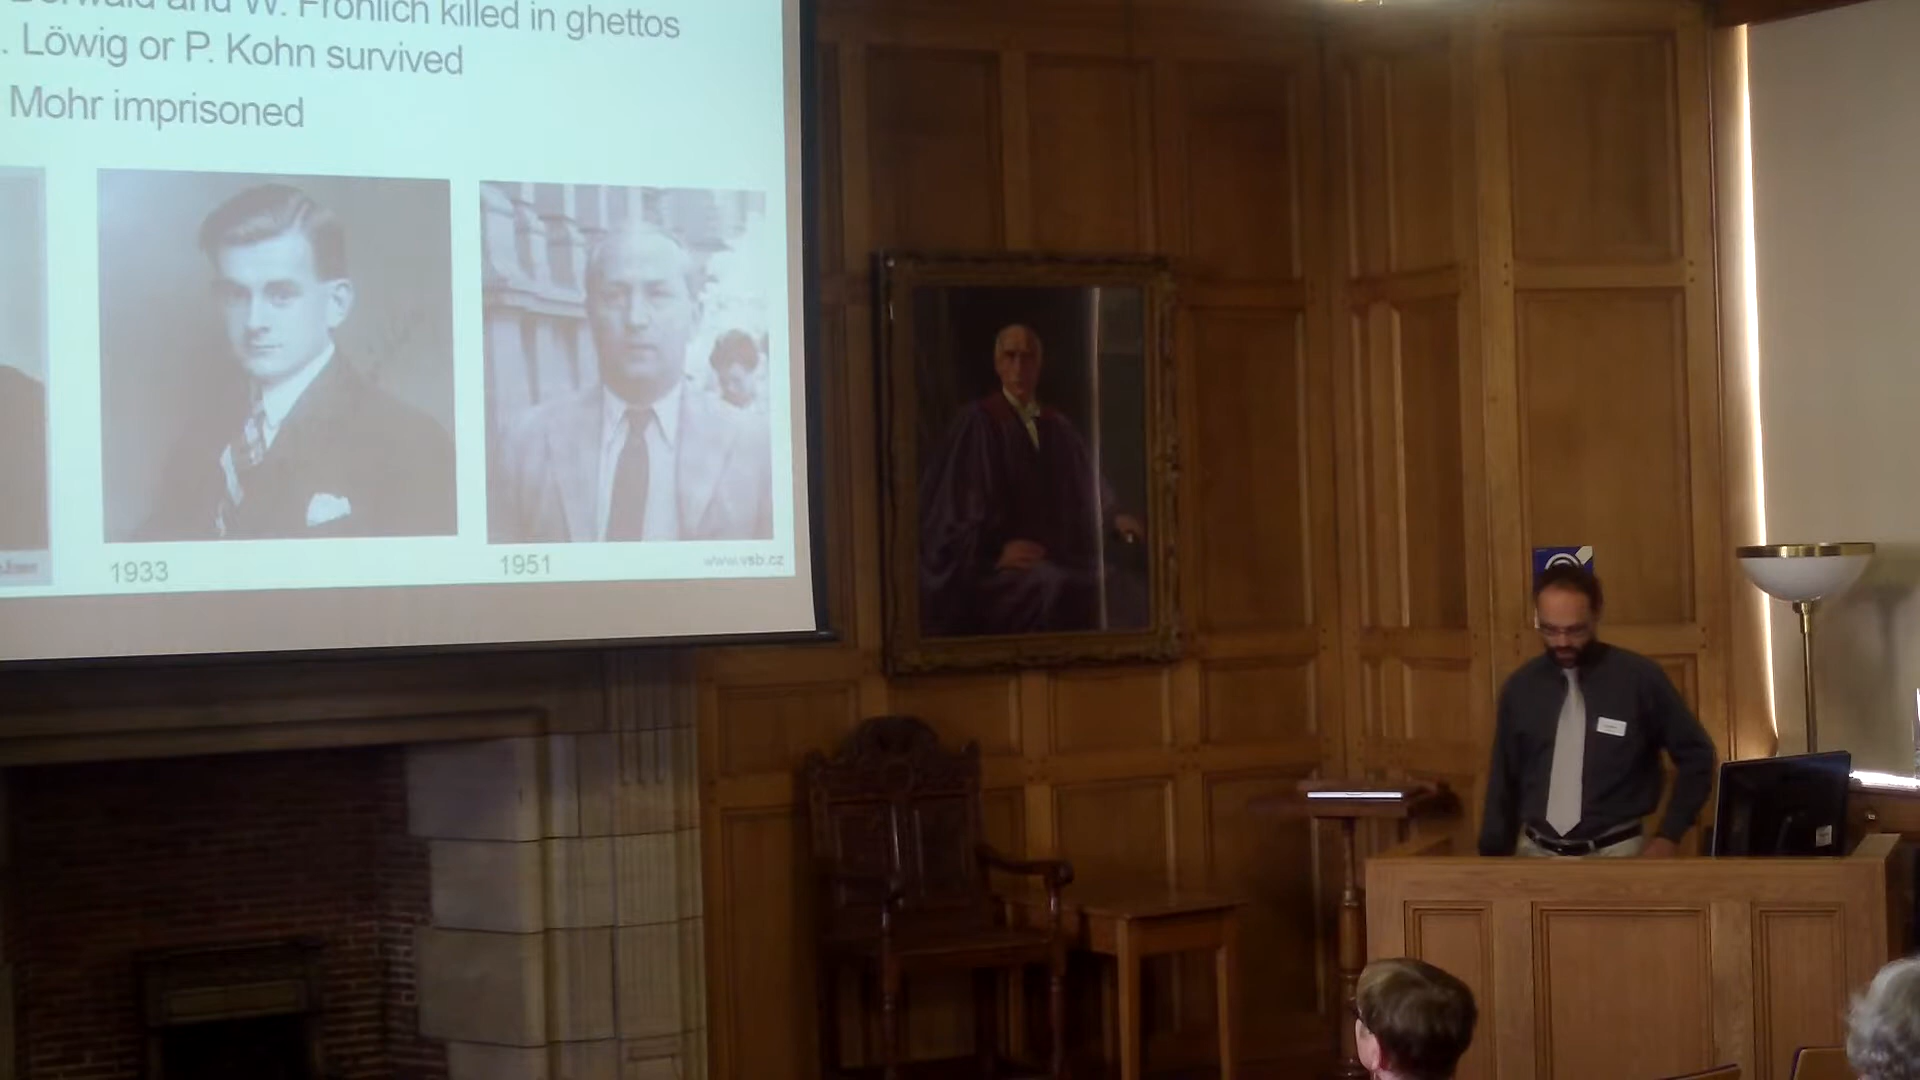 and W. Fröhlich killed in ghettos
. Löwig or P. Kohn survived
Mohr imprisoned
1933
1951
www.vsb.cz